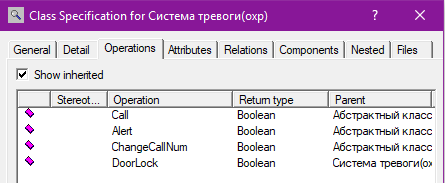 Class Specification for Система тревоги(охр)
General Detail Operations Attributes Relations Components Nested Files
Show inherited
Stereot... Operation Return type Parent
Call Boolean Абстрактный класс
Alert Boolean Абстрактный класс
ChangeCallNum Boolean Абстрактный класс
DoorLock Boolean Система тревоги(ох